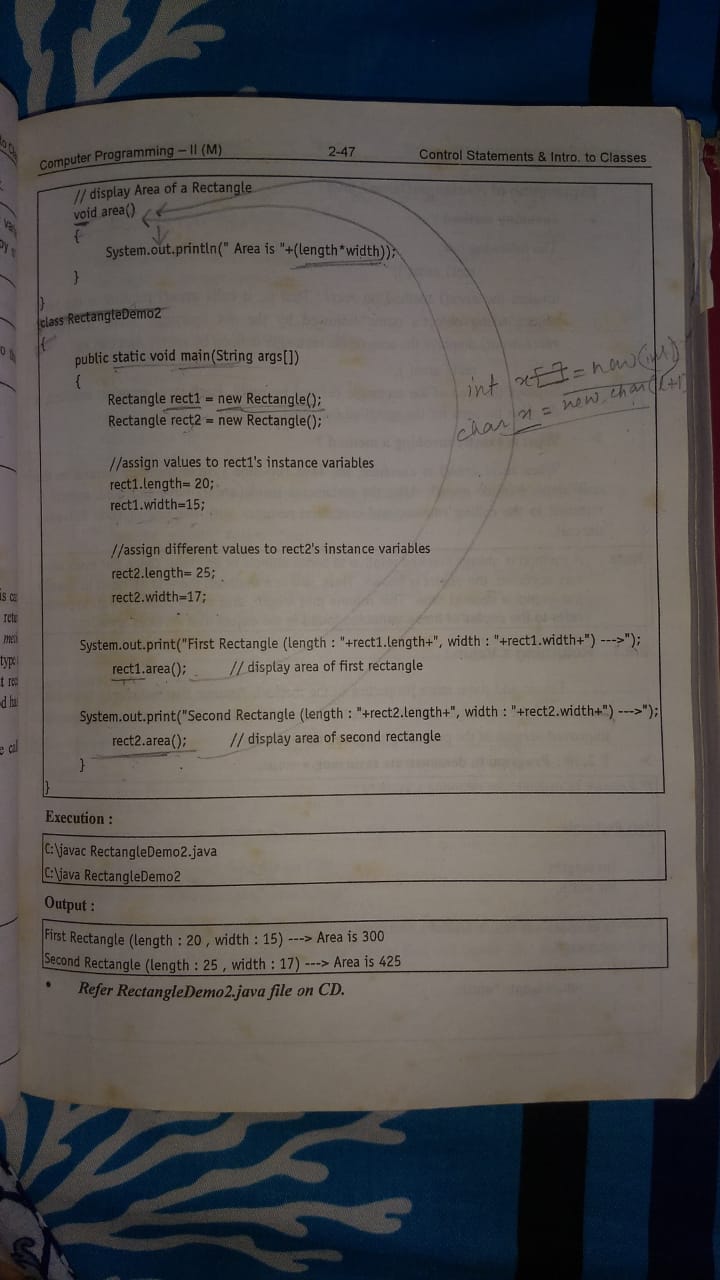 Computer Programming – II (M) 2-47 Control Statements & Intro. to Classes
// display Area of a Rectangle
void area()
{
System.out.println(" Area is "+(length*width));
}
}
class RectangleDemo2
{
public static void main(String args[])
{
Rectangle rect1 = new Rectangle();
Rectangle rect2 = new Rectangle();
int x[] = new (int)
char x = new char(l+1)
//assign values to rect1's instance variables
rect1.length= 20;
rect1.width=15;
//assign different values to rect2's instance variables
rect2.length= 25;
rect2.width=17;
System.out.print("First Rectangle (length : "+rect1.length+", width : "+rect1.width+") --->");
rect1.area(); // display area of first rectangle
System.out.print("Second Rectangle (length : "+rect2.length+", width : "+rect2.width+") --->");
rect2.area(); // display area of second rectangle
}
}
Execution :
C:\javac RectangleDemo2.java
C:\java RectangleDemo2
Output :
First Rectangle (length : 20 , width : 15) ---> Area is 300
Second Rectangle (length : 25 , width : 17) ---> Area is 425
• Refer RectangleDemo2.java file on CD.